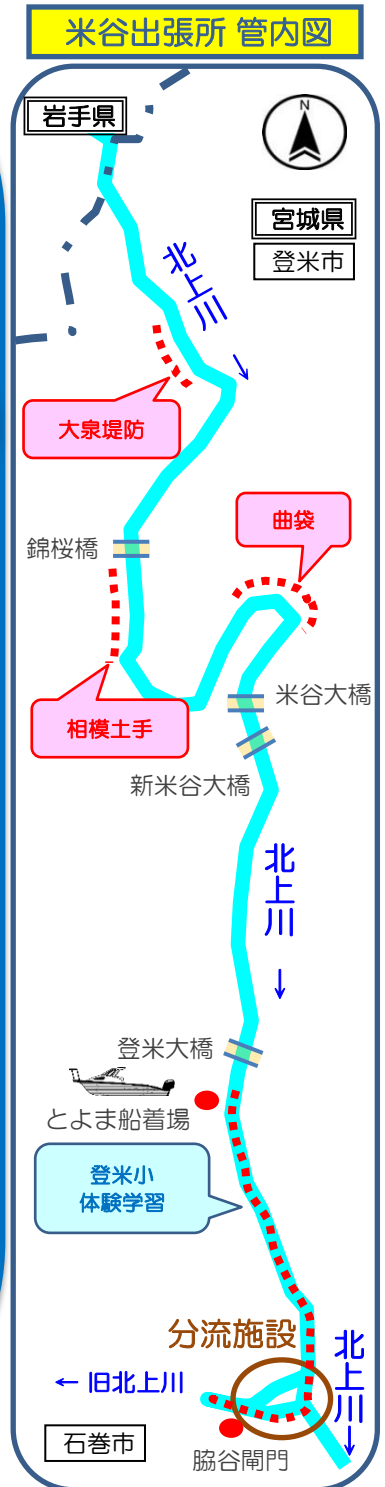 米谷出張所 管内図
岩手県
N
宮城県
登米市
北上川
↓
大泉堤防
曲袋
錦桜橋
相模土手
米谷大橋
新米谷大橋
北上川
↓
登米大橋
とよま船着場
登米小
体験学習
分流施設
北上川
↓
← 旧北上川
石巻市
脇谷閘門